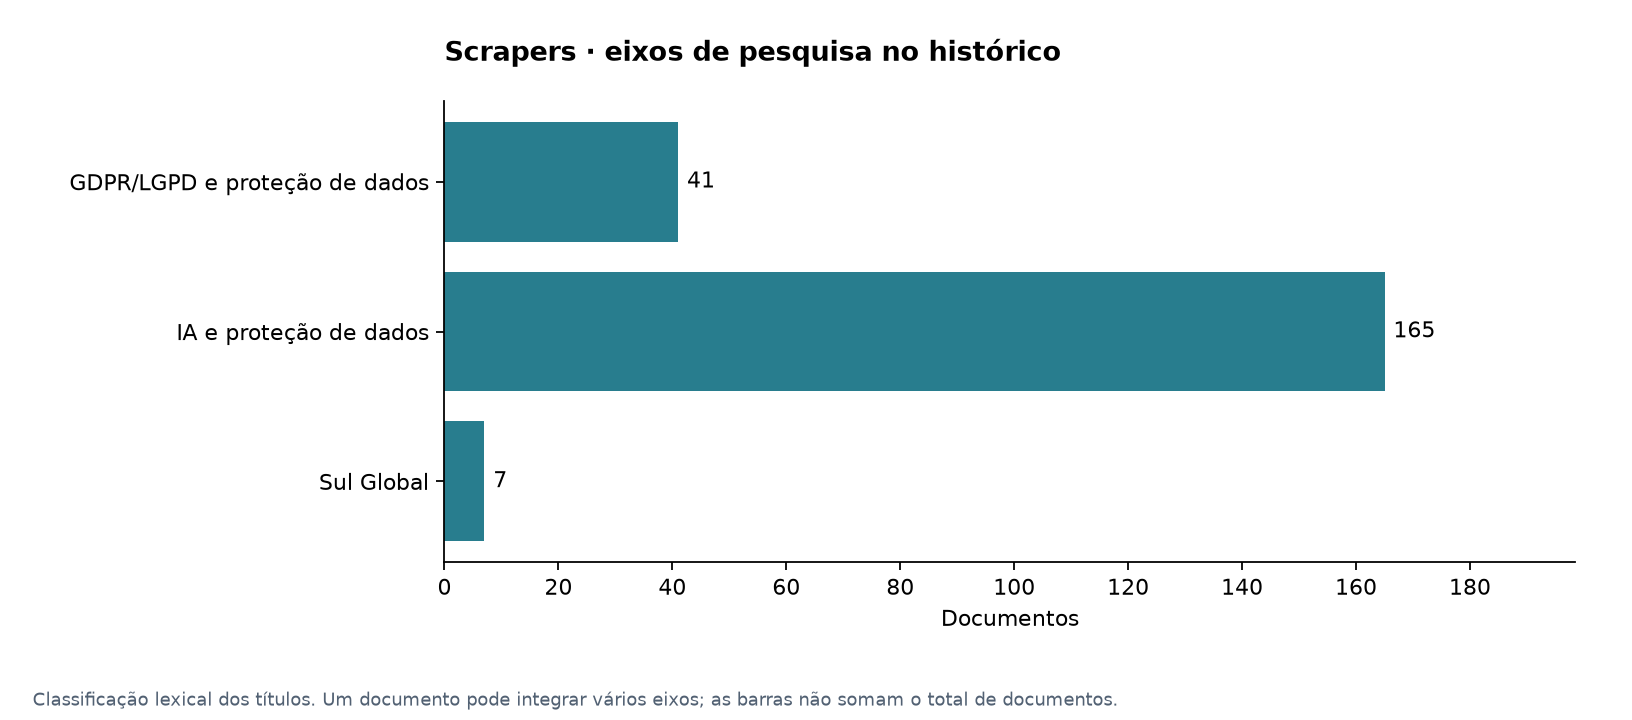 Scrapers · eixos de pesquisa no histórico
GDPR/LGPD e proteção de dados
41
IA e proteção de dados
165
Sul Global
7
0 20 40 60 80 100 120 140 160 180
Documentos
Classificação lexical dos títulos. Um documento pode integrar vários eixos; as barras não somam o total de documentos.